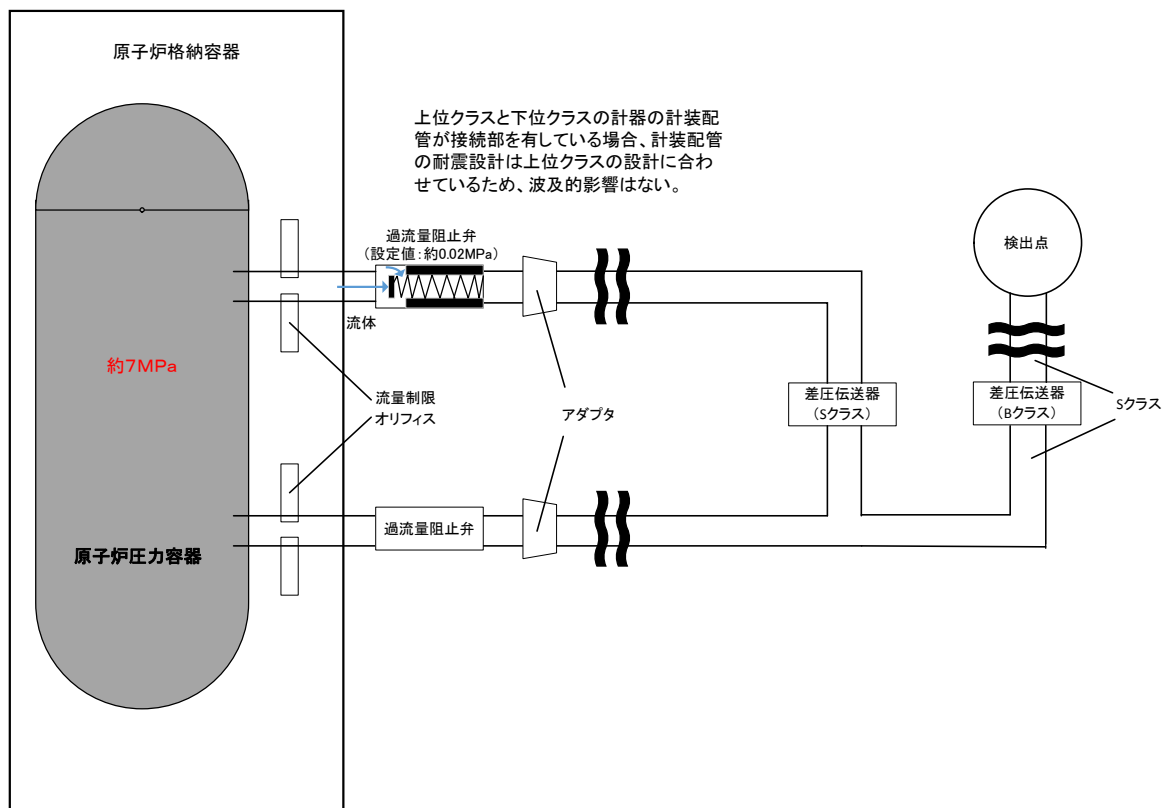 原子炉格納容器
上位クラスと下位クラスの計器の計装配
管が接続部を有している場合、計装配管
の耐震設計は上位クラスの設計に合わ
せているため、波及的影響はない。
過流量阻止弁
（設定値：約0.02MPa）
検出点
流体
約7MPa
流量制限
オリフィス
アダプタ
差圧伝送器
（Sクラス）
差圧伝送器
（Bクラス）
Sクラス
過流量阻止弁
原子炉圧力容器